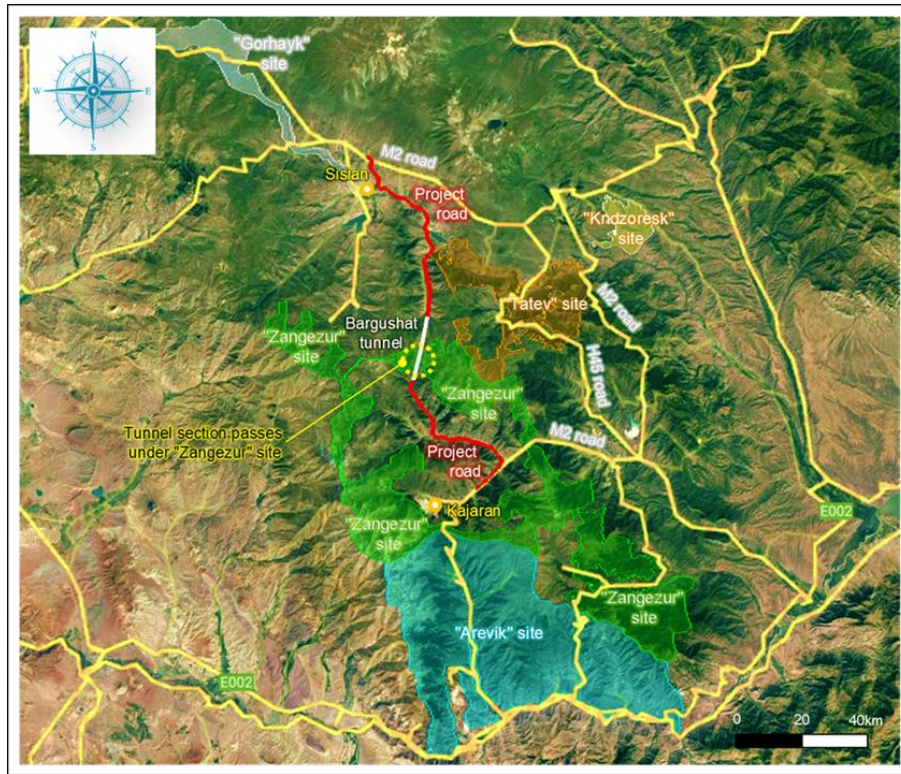 "Gorhayk"
site
N
W
E
S
M2 road
Sisian
Project
road
"Kndzoresk"
site
"Tatev" site
M2 road
Bargushat
tunnel
"Zangezur"
site
H45 road
"Zangezur"
site
Tunnel section passes
under "Zangezur" site
M2 road
Project
road
Kajaran
E002
"Zangezur"
site
"Zangezur"
site
"Arevik" site
E002
0 20 40km